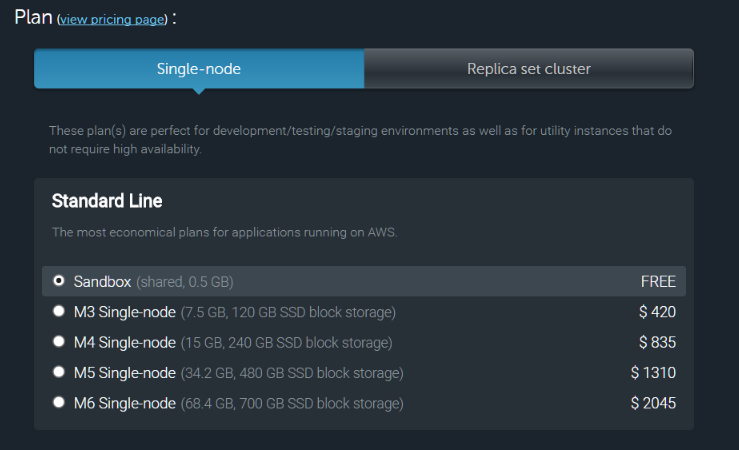 Plan (view pricing page) :
Single-node
Replica set cluster
These plan(s) are perfect for development/testing/staging environments as well as for utility instances that do
not require high availability.
Standard Line
The most economical plans for applications running on AWS.
Sandbox (shared, 0.5 GB) FREE
M3 Single-node (7.5 GB, 120 GB SSD block storage) $ 420
M4 Single-node (15 GB, 240 GB SSD block storage) $ 835
M5 Single-node (34.2 GB, 480 GB SSD block storage) $ 1310
M6 Single-node (68.4 GB, 700 GB SSD block storage) $ 2045